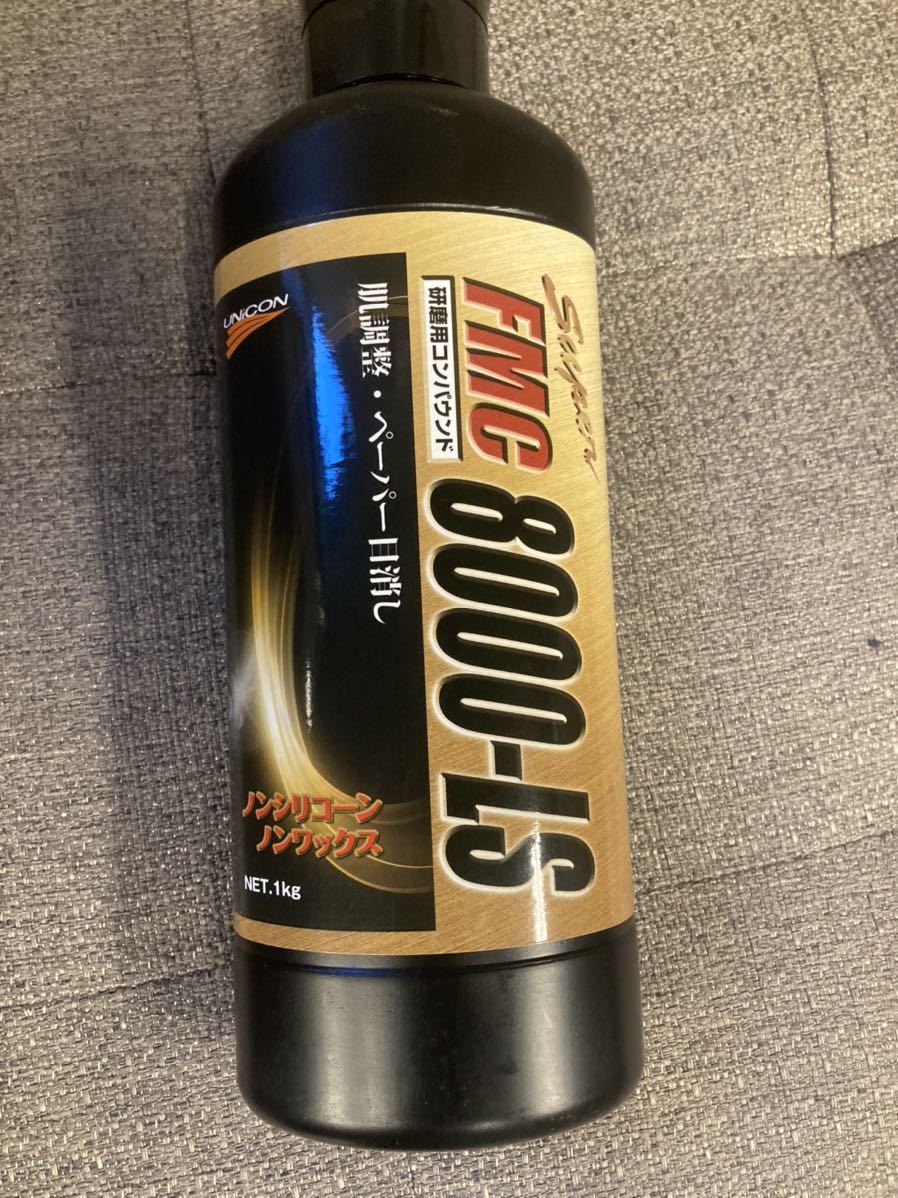 UNiCON
Super
FMC
研磨用コンパウンド
8000-LS
肌調整・ペーパー目消し
ノンシリコーン
ノンワックス
NET.1kg